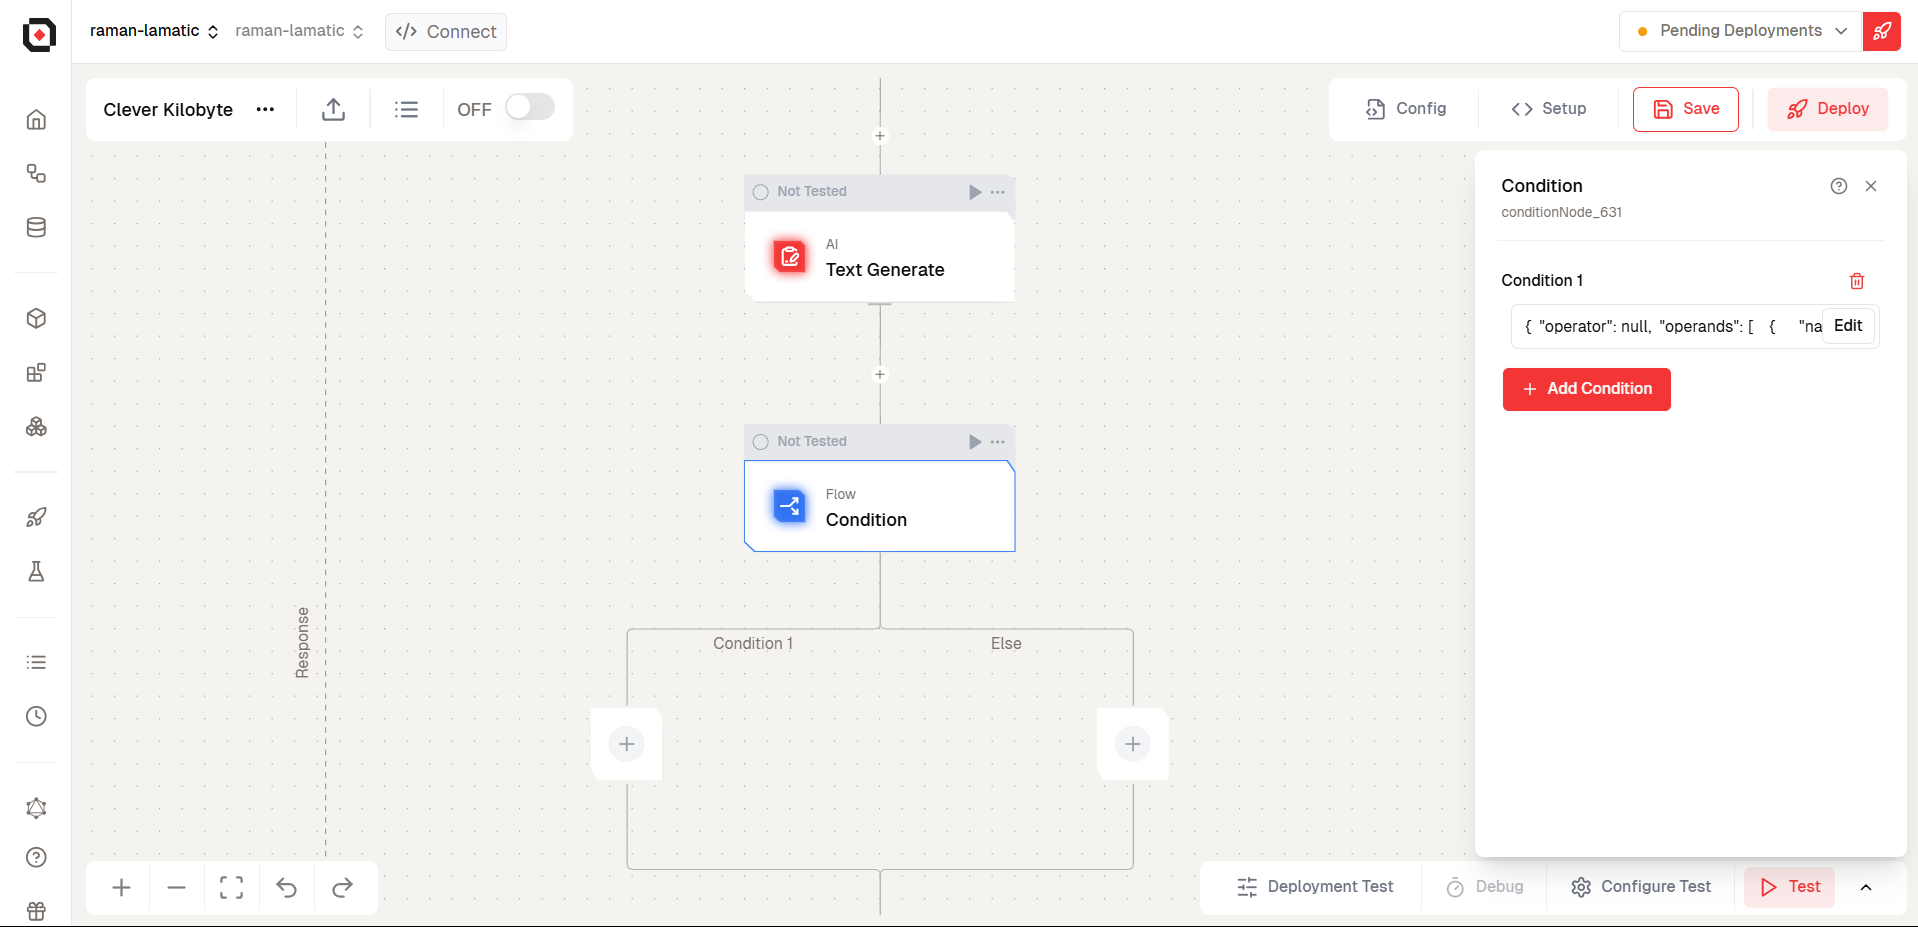 raman-lamatic
raman-lamatic
Connect
Pending Deployments
Clever Kilobyte
OFF
Config
Setup
Save
Deploy
Not Tested
AI
Text Generate
Not Tested
Flow
Condition
Condition 1
Else
Response
Condition
conditionNode_631
Condition 1
{ "operator": null, "operands": [ { "na
Edit
Add Condition
Deployment Test
Debug
Configure Test
Test